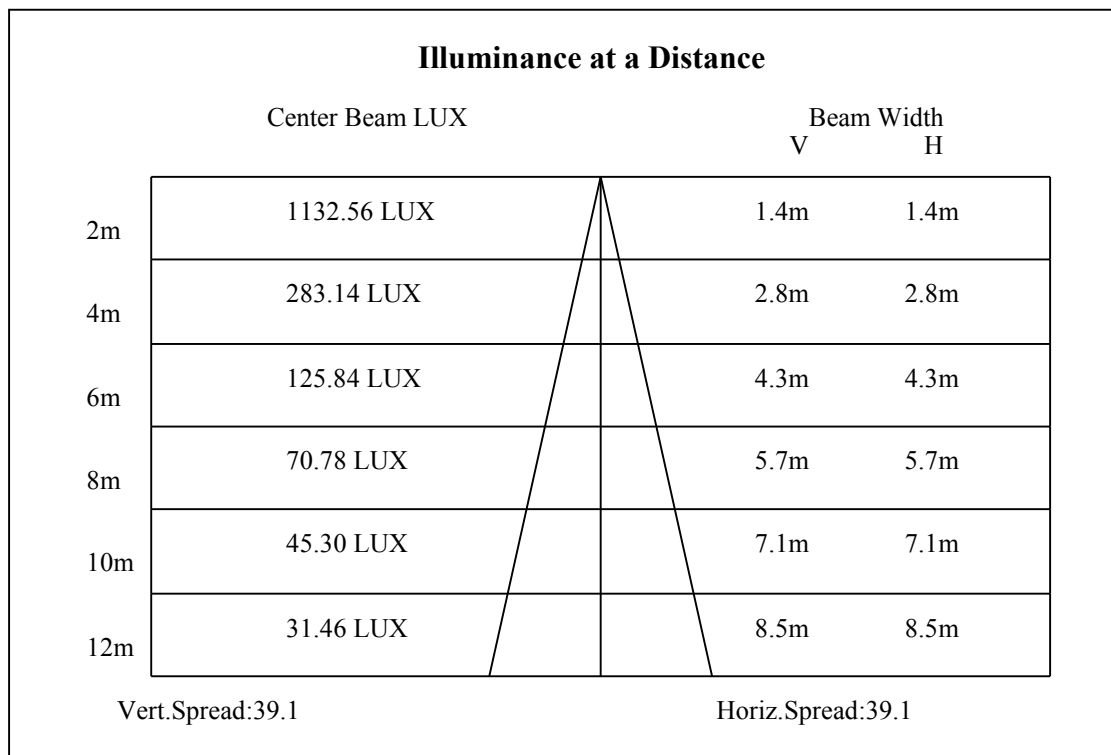 Illuminance at a Distance
Center Beam LUX Beam Width
V H
2m 1132.56 LUX 1.4m 1.4m
4m 283.14 LUX 2.8m 2.8m
6m 125.84 LUX 4.3m 4.3m
8m 70.78 LUX 5.7m 5.7m
10m 45.30 LUX 7.1m 7.1m
12m 31.46 LUX 8.5m 8.5m
Vert.Spread:39.1 Horiz.Spread:39.1